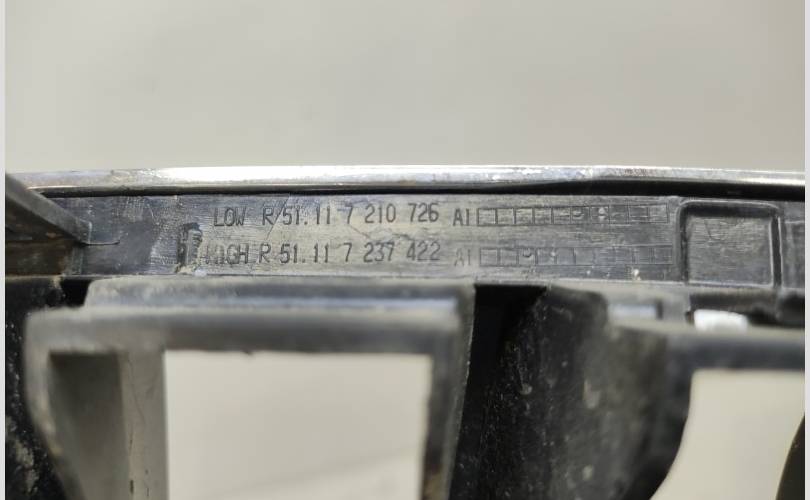 LOW R 51.11 7 210 726 AI
HIGH R 51.11 7 237 422 AI